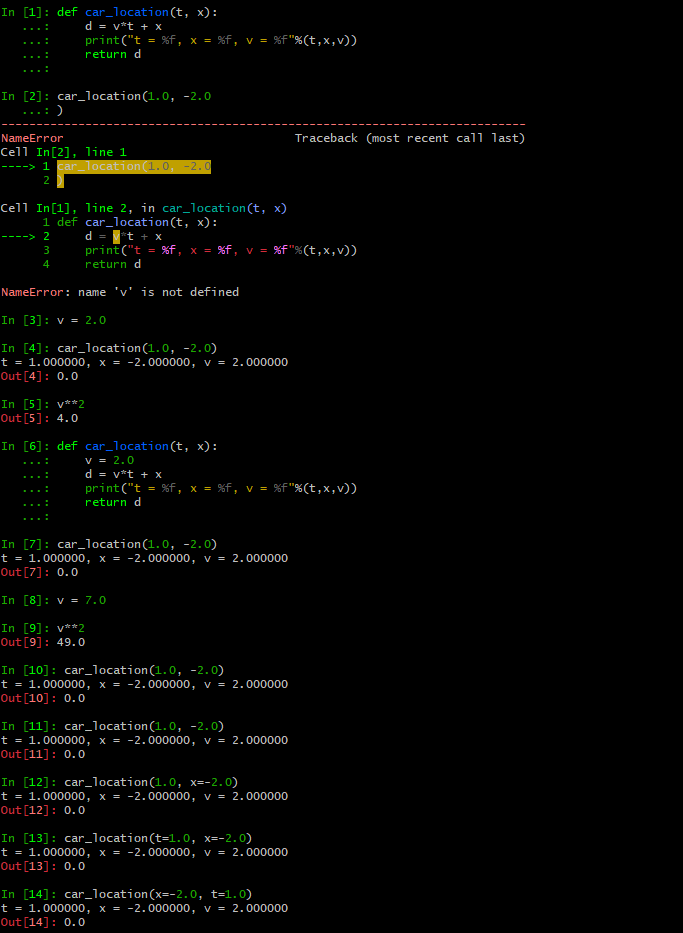 In [1]: def car_location(t, x):
   ...:     d = v*t + x
   ...:     print("t = %f, x = %f, v = %f"%(t,x,v))
   ...:     return d
   ...:
In [2]: car_location(1.0, -2.0
   ...: )
---------------------------------------------------------------------------
NameError                                 Traceback (most recent call last)
Cell In[2], line 1
----> 1 car_location(1.0, -2.0
      2 )
Cell In[1], line 2, in car_location(t, x)
      1 def car_location(t, x):
----> 2     d = v*t + x
      3     print("t = %f, x = %f, v = %f"%(t,x,v))
      4     return d
NameError: name 'v' is not defined
In [3]: v = 2.0
In [4]: car_location(1.0, -2.0)
t = 1.000000, x = -2.000000, v = 2.000000
Out[4]: 0.0
In [5]: v**2
Out[5]: 4.0
In [6]: def car_location(t, x):
   ...:     v = 2.0
   ...:     d = v*t + x
   ...:     print("t = %f, x = %f, v = %f"%(t,x,v))
   ...:     return d
   ...:
In [7]: car_location(1.0, -2.0)
t = 1.000000, x = -2.000000, v = 2.000000
Out[7]: 0.0
In [8]: v = 7.0
In [9]: v**2
Out[9]: 49.0
In [10]: car_location(1.0, -2.0)
t = 1.000000, x = -2.000000, v = 2.000000
Out[10]: 0.0
In [11]: car_location(1.0, -2.0)
t = 1.000000, x = -2.000000, v = 2.000000
Out[11]: 0.0
In [12]: car_location(1.0, x=-2.0)
t = 1.000000, x = -2.000000, v = 2.000000
Out[12]: 0.0
In [13]: car_location(t=1.0, x=-2.0)
t = 1.000000, x = -2.000000, v = 2.000000
Out[13]: 0.0
In [14]: car_location(x=-2.0, t=1.0)
t = 1.000000, x = -2.000000, v = 2.000000
Out[14]: 0.0